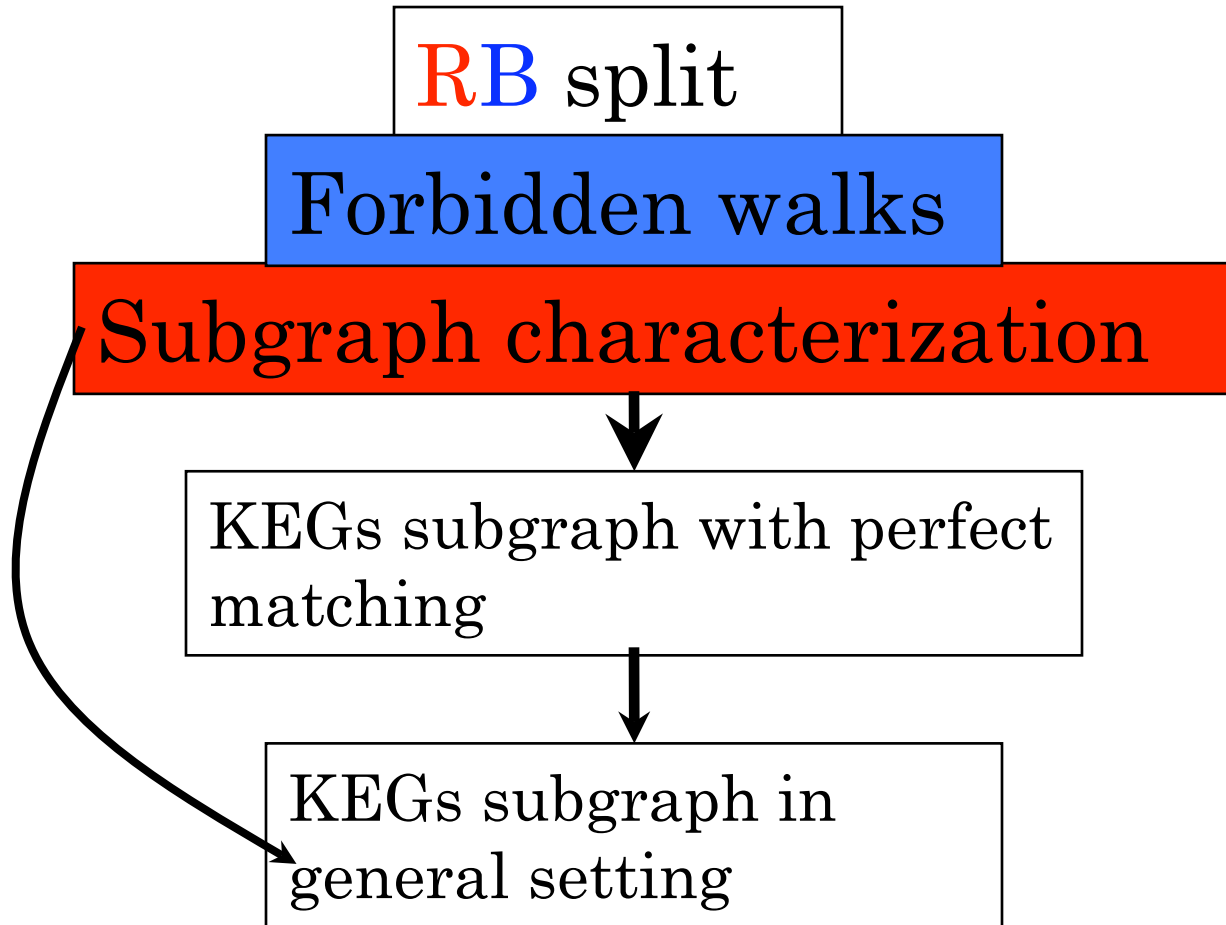 RB split
Forbidden walks
Subgraph characterization
KEGs subgraph with perfect
matching
KEGs subgraph in
general setting